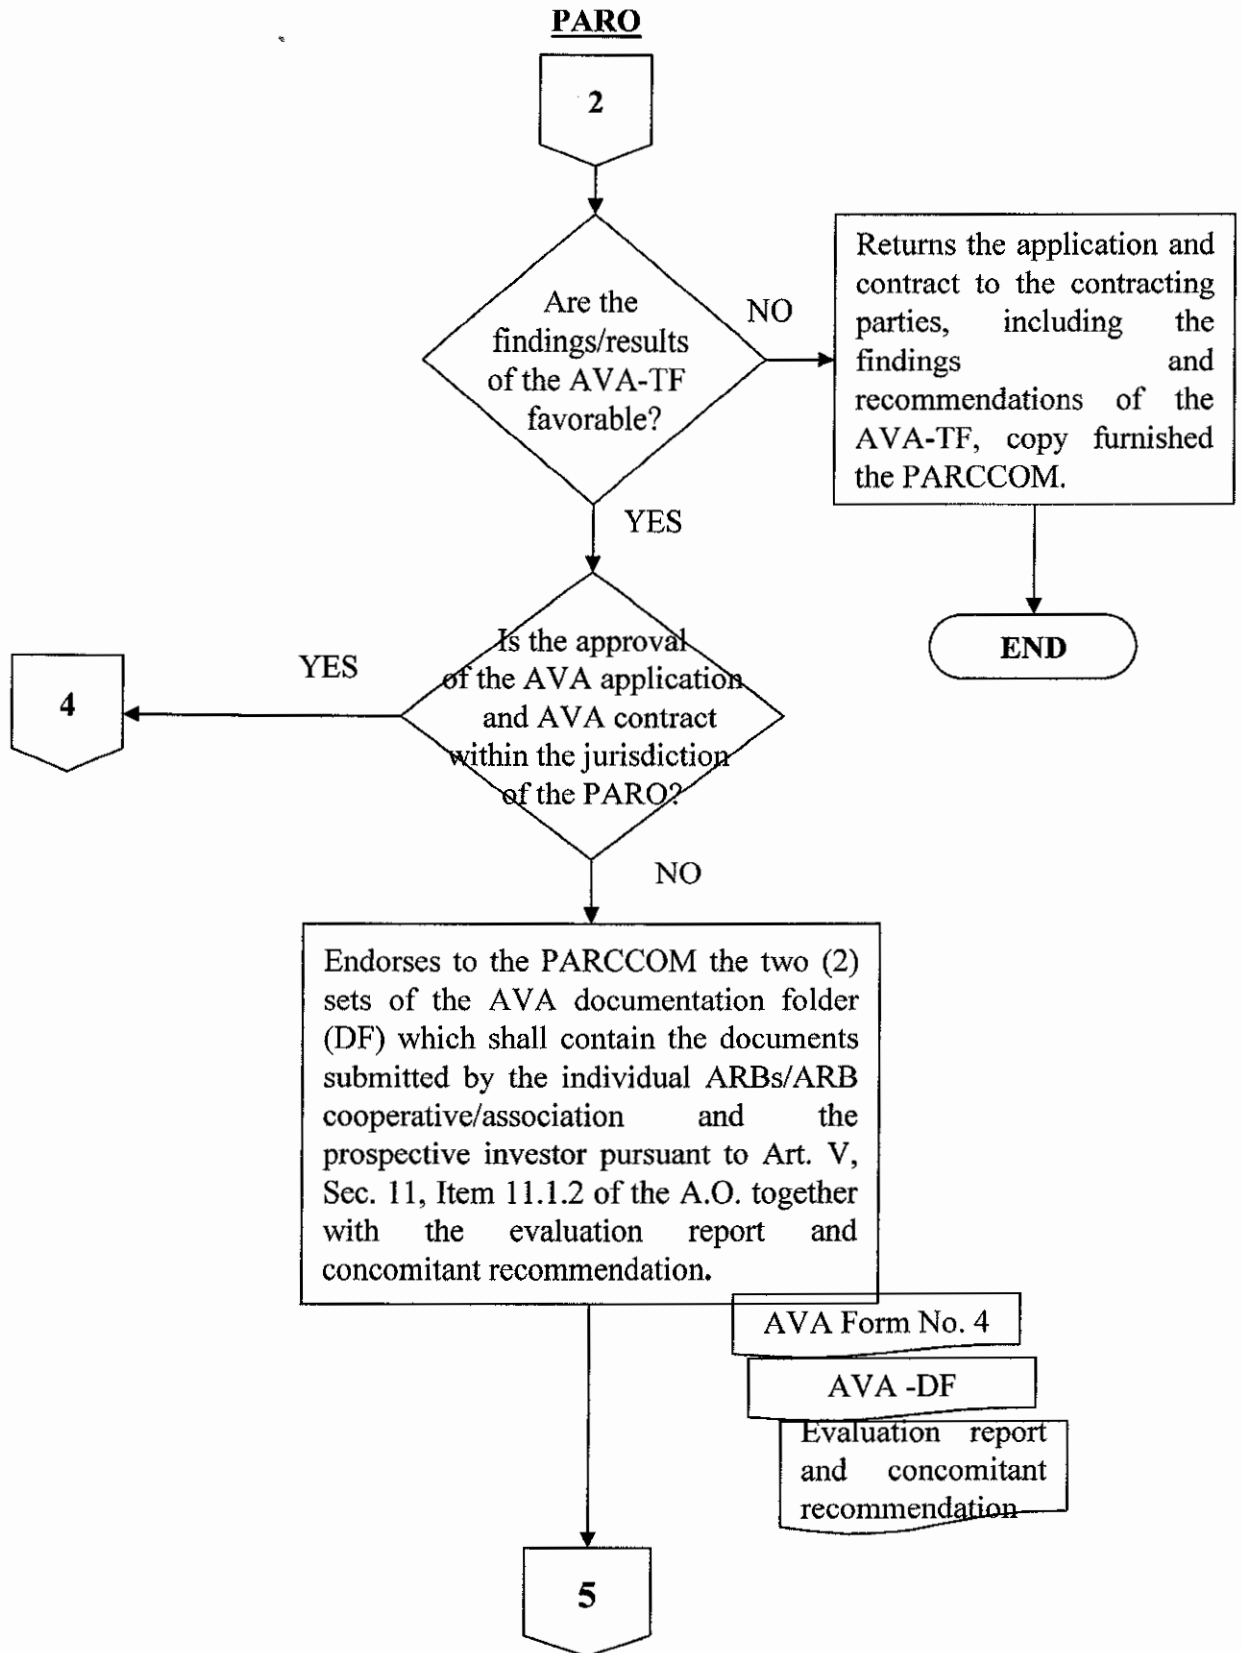 PARO
2
Are the
findings/results
of the AVA-TF
favorable?
NO
Returns the application and
contract to the contracting
parties, including the
findings and
recommendations of the
AVA-TF, copy furnished
the PARCCOM.
YES
END
Is the approval
of the AVA application
and AVA contract
within the jurisdiction
of the PARO?
YES
4
NO
Endorses to the PARCCOM the two (2)
sets of the AVA documentation folder
(DF) which shall contain the documents
submitted by the individual ARBs/ARB
cooperative/association and the
prospective investor pursuant to Art. V,
Sec. 11, Item 11.1.2 of the A.O. together
with the evaluation report and
concomitant recommendation.
AVA Form No. 4
AVA -DF
Evaluation report
and concomitant
recommendation
5